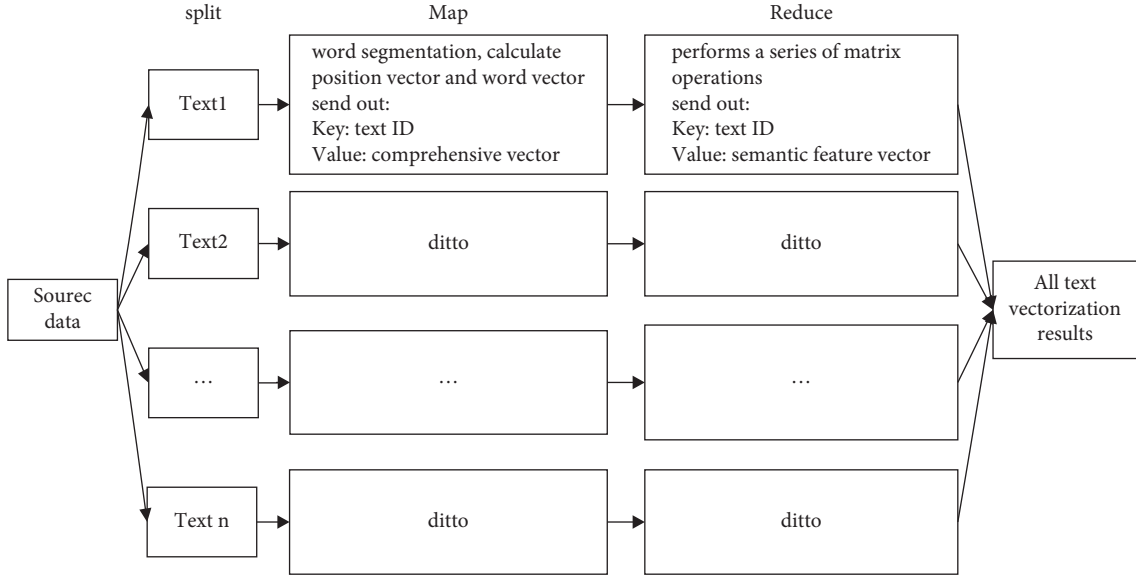 split
Map
Reduce
Text1
word segmentation, calculate
position vector and word vector
send out:
Key: text ID
Value: comprehensive vector
performs a series of matrix
operations
send out:
Key: text ID
Value: semantic feature vector
Text2
ditto
ditto
Sourec
data
All text
vectorization
results
...
...
...
Text n
ditto
ditto